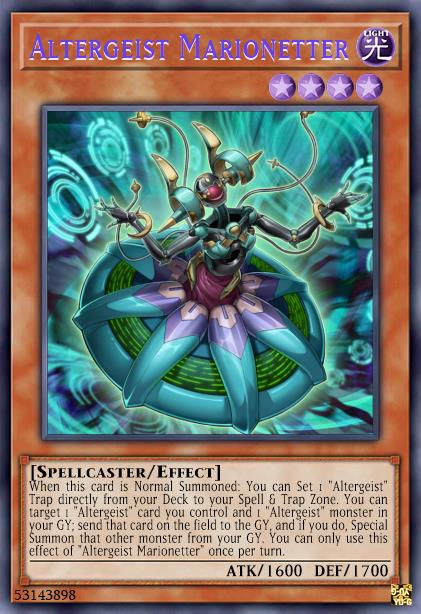 ALTERGEIST MARIONETTER
LIGHT
光
[SPELLCASTER/EFFECT]
When this card is Normal Summoned: You can Set 1 "Altergeist"
Trap directly from your Deck to your Spell & Trap Zone. You can
target 1 "Altergeist" card you control and 1 "Altergeist" monster in
your GY; send that card on the field to the GY, and if you do, Special
Summon that other monster from your GY. You can only use this
effect of "Altergeist Marionetter" once per turn.
ATK/1600 DEF/1700
53143898